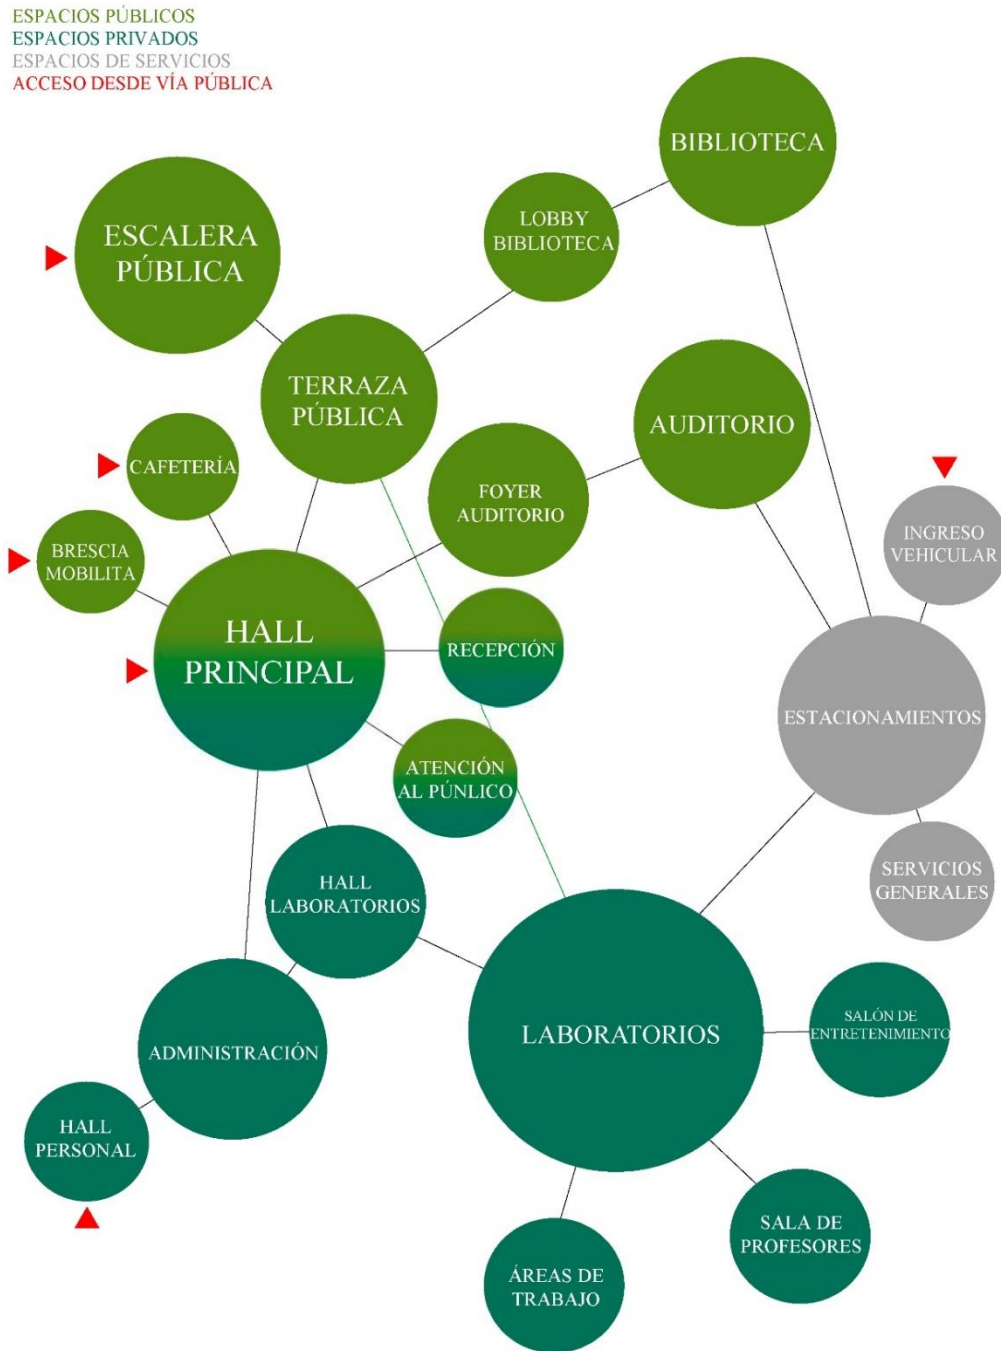 ESPACIOS PÚBLICOS
ESPACIOS PRIVADOS
ESPACIOS DE SERVICIOS
ACCESO DESDE VÍA PÚBLICA
BIBLIOTECA
LOBBY
BIBLIOTECA
ESCALERA
PÚBLICA
TERRAZA
PÚBLICA
AUDITORIO
CAFETERÍA
FOYER
AUDITORIO
INGRESO
VEHICULAR
BRESCIA
MOBILITA
HALL
PRINCIPAL
RECEPCIÓN
ESTACIONAMIENTOS
ATENCIÓN
AL PÚNLICO
HALL
LABORATORIOS
SERVICIOS
GENERALES
LABORATORIOS
SALÓN DE
ENTRETENIMIENTO
ADMINISTRACIÓN
HALL
PERSONAL
SALA DE
PROFESORES
ÁREAS DE
TRABAJO